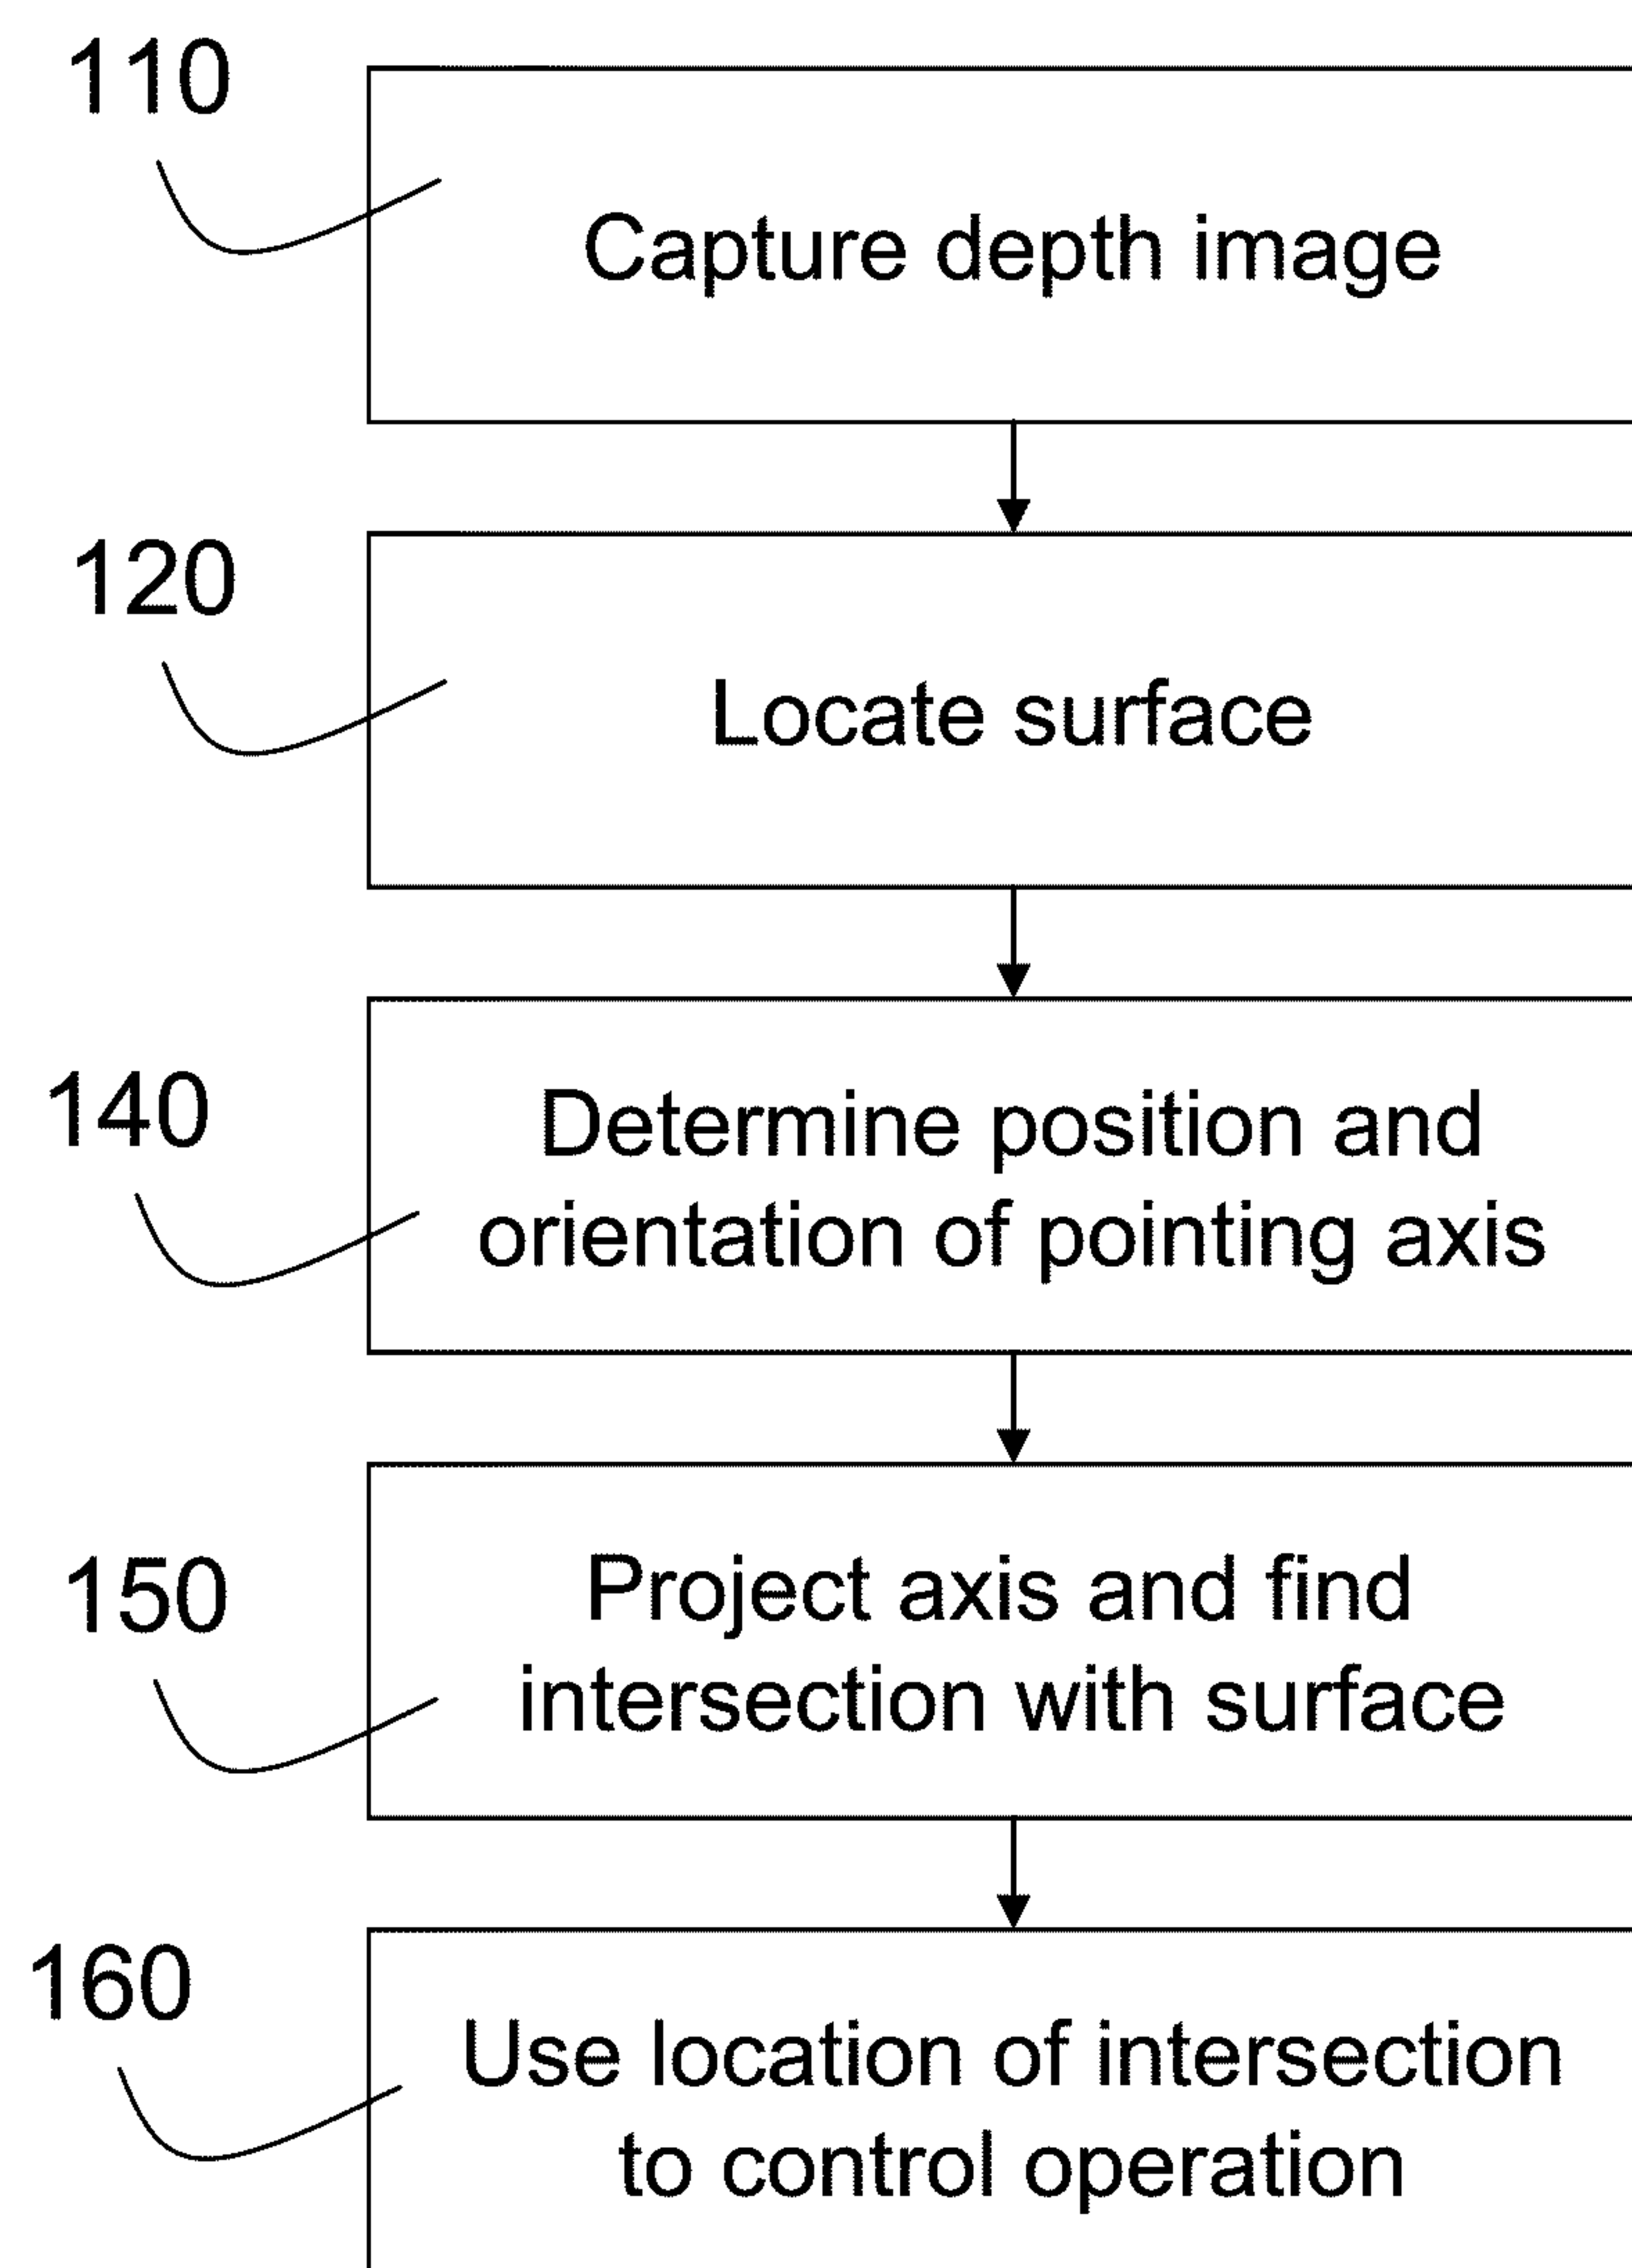 110
Capture depth image
120
Locate surface
140
Determine position and
orientation of pointing axis
150
Project axis and find
intersection with surface
160
Use location of intersection
to control operation